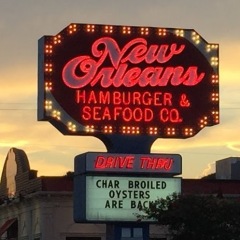 New
Orleans
HAMBURGER &
SEAFOOD CO.
DRIVE THRU
CHAR BROILED
OYSTERS
ARE BACK